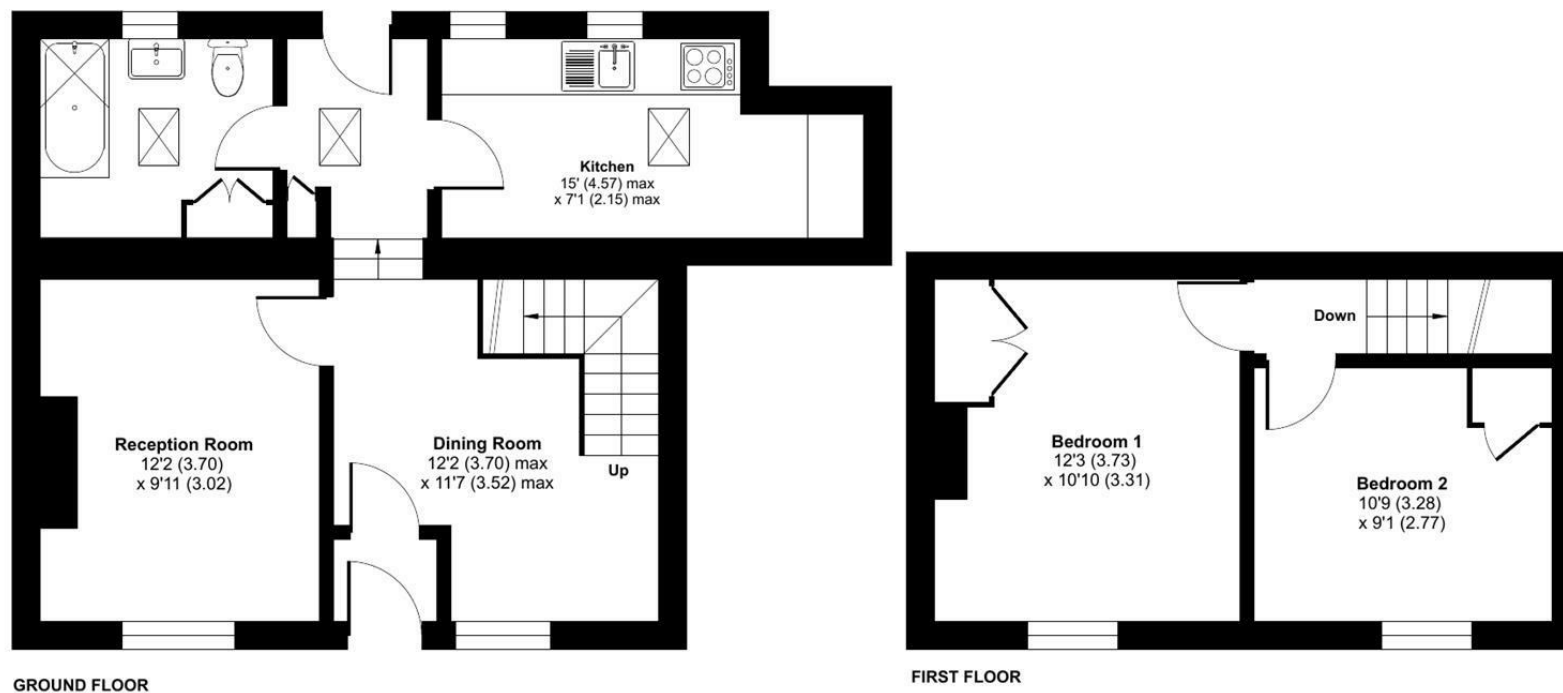 Kitchen
15' (4.57) max
x 7'1 (2.15) max
Reception Room
12'2 (3.70)
x 9'11 (3.02)
Dining Room
12'2 (3.70) max
x 11'7 (3.52) max
Up
GROUND FLOOR
Down
Bedroom 1
12'3 (3.73)
x 10'10 (3.31)
Bedroom 2
10'9 (3.28)
x 9'1 (2.77)
FIRST FLOOR